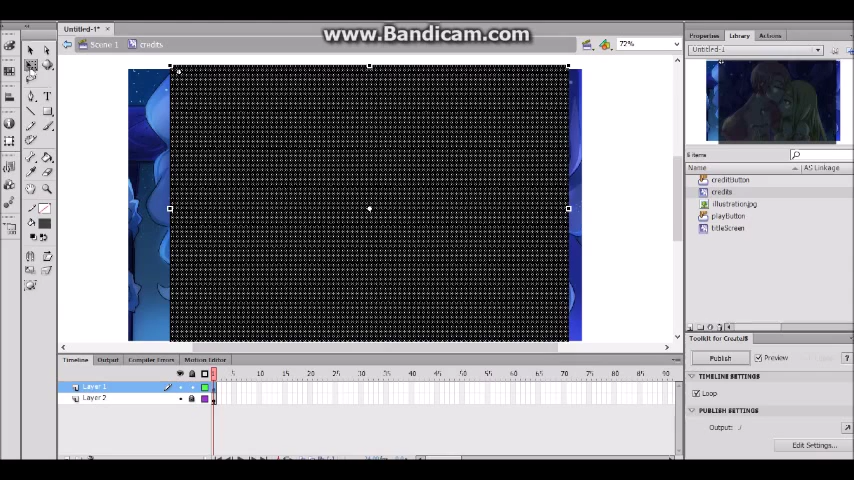 www.Bandicam.com
Untitled-1*
Scene 1
credits
72%
Properties
Library
Actions
Untitled-1
5 items
Name
AS Linkage
creditButton
credits
illustration.jpg
playButton
titleScreen
Toolkit for CreateJS
Publish
Preview
?
TIMELINE SETTINGS
Loop
PUBLISH SETTINGS
Output: ./
Edit Settings...
Timeline
Output
Compiler Errors
Motion Editor
1 5 10 15 20 25 30 35 40 45 50 55 60 65 70 75 80 85 90
Layer 1
Layer 2